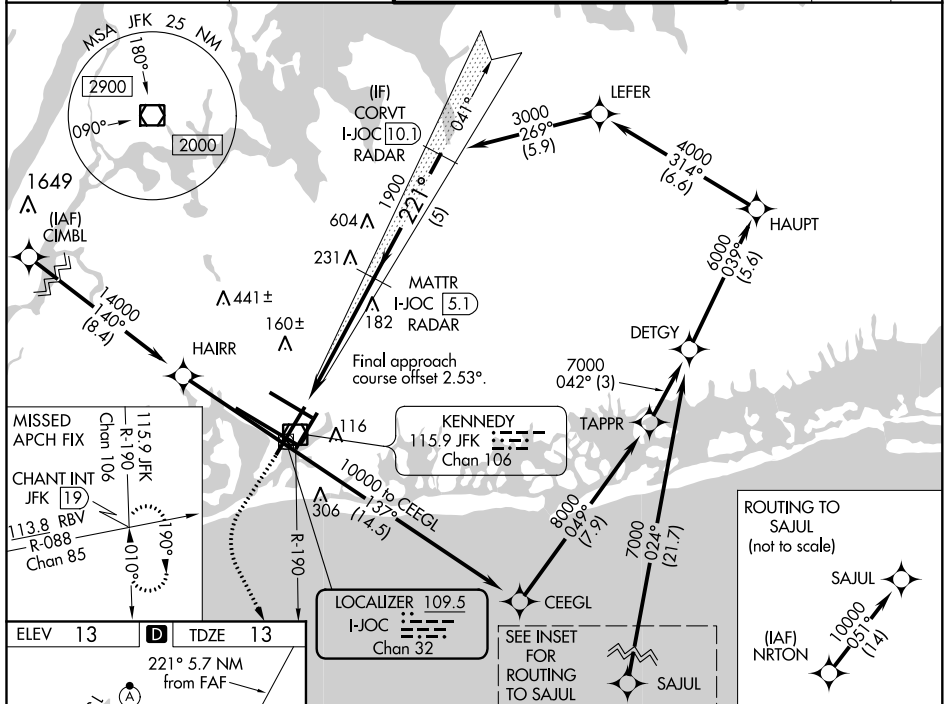 MSA JFK 25 NM
180°
2900
090°
2000
1649
(IAF)
CIMBL
14000
140°
(8.4)
HAIRR
441±
160±
604
231
182
(IF)
CORVT
I-JOC 10.1
RADAR
041°
1900
221°
(5)
MATTR
I-JOC 5.1
RADAR
Final approach
course offset 2.53°.
LEFER
3000
269°
(5.9)
4000
314°
(6.6)
HAUPT
6000
039°
(5.6)
DETGY
7000
042° (3)
TAPPR
KENNEDY
115.9 JFK
Chan 106
116
306
10000 to CEEGL
137°
(14.5)
8000
049°
(7.9)
7000
024°
(21.7)
CEEGL
R-190
LOCALIZER 109.5
I-JOC
Chan 32
MISSED
APCH FIX
115.9 JFK
R-190
Chan 106
CHANT INT
JFK 19
113.8 RBV
R-088
Chan 85
010°
190°
SEE INSET
FOR
ROUTING
TO SAJUL
SAJUL
ROUTING TO
SAJUL
(not to scale)
SAJUL
10000
051°
(14)
(IAF)
NRTON
ELEV 13 D TDZE 13
221° 5.7 NM
from FAF
A